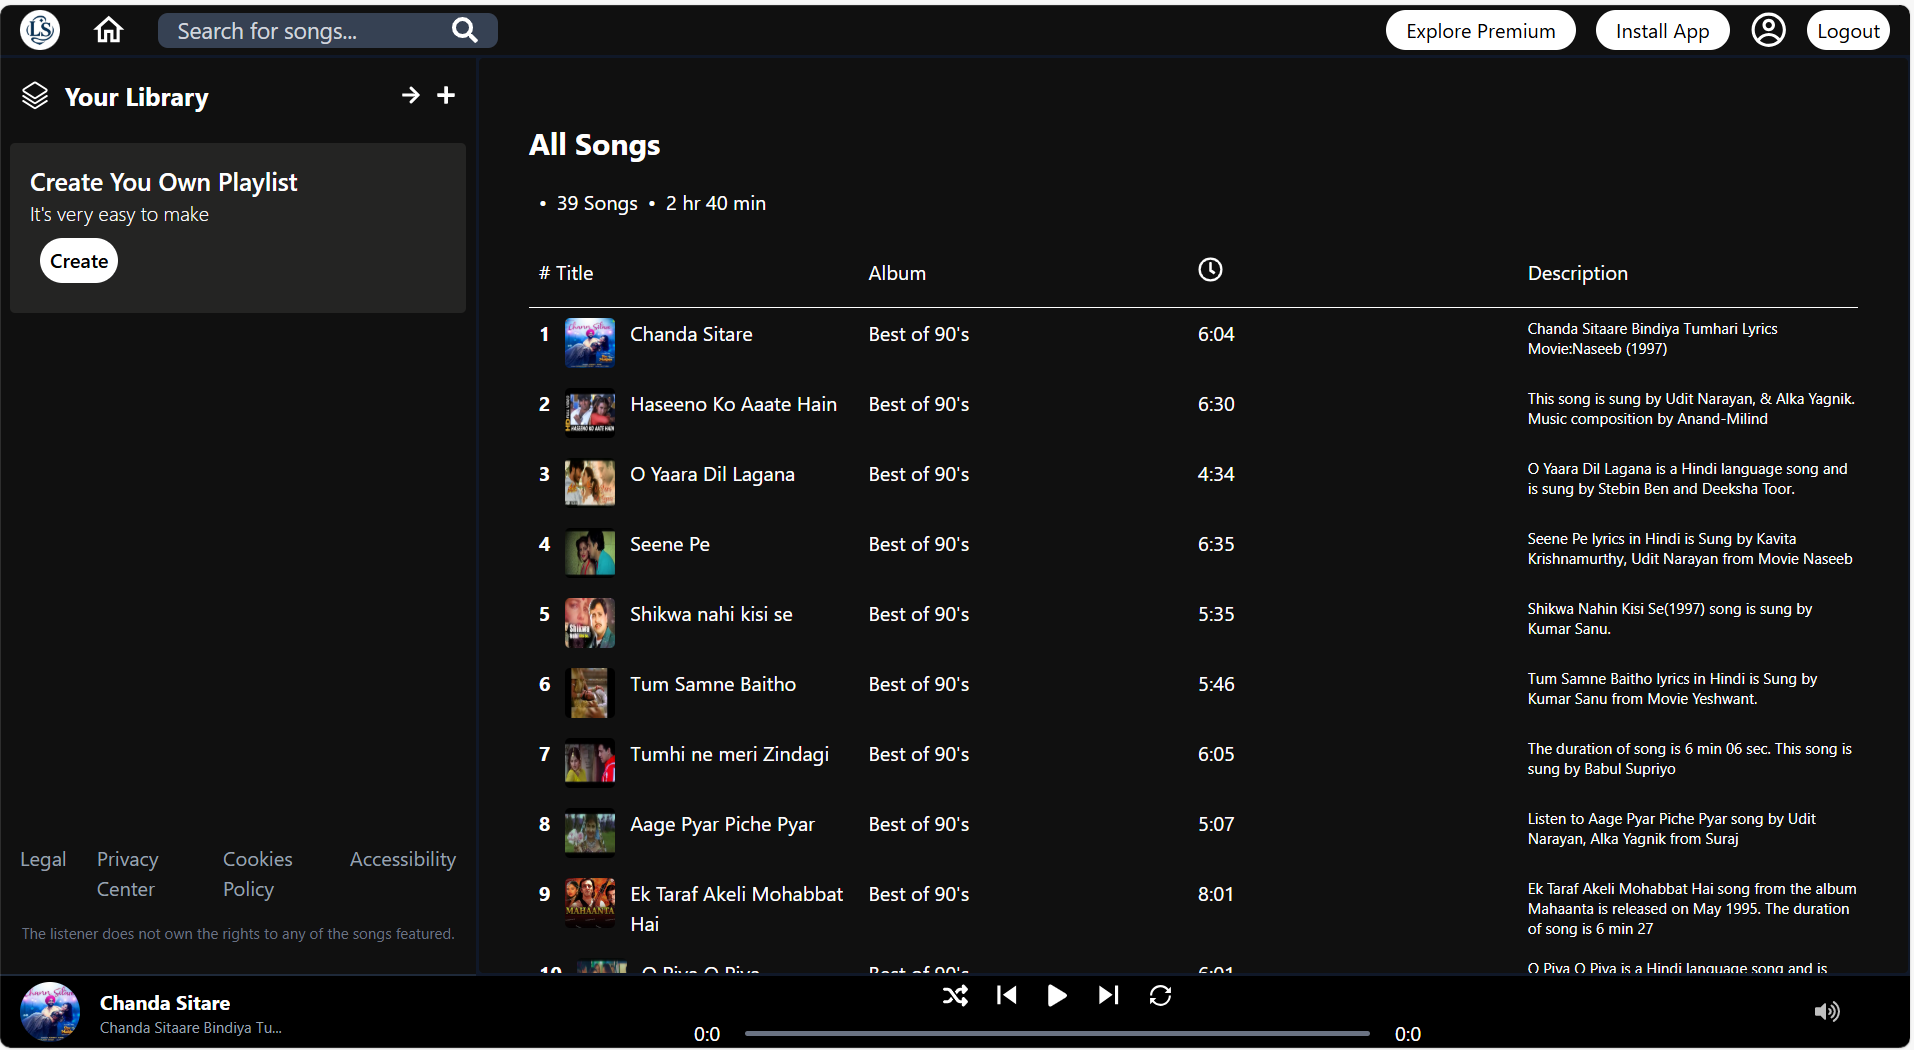 LS
Search for songs...
Explore Premium
Install App
Logout
Your Library
Create You Own Playlist
It's very easy to make
Create
All Songs
• 39 Songs • 2 hr 40 min
# Title Album Description
1 Chanda Sitare Best of 90's 6:04
Chanda Sitaare Bindiya Tumhari Lyrics
Movie:Naseeb (1997)
2 Haseeno Ko Aaate Hain Best of 90's 6:30
This song is sung by Udit Narayan, & Alka Yagnik.
Music composition by Anand-Milind
3 O Yaara Dil Lagana Best of 90's 4:34
O Yaara Dil Lagana is a Hindi language song and
is sung by Stebin Ben and Deeksha Toor.
4 Seene Pe Best of 90's 6:35
Seene Pe lyrics in Hindi is Sung by Kavita
Krishnamurthy, Udit Narayan from Movie Naseeb
5 Shikwa nahi kisi se Best of 90's 5:35
Shikwa Nahin Kisi Se(1997) song is sung by
Kumar Sanu.
6 Tum Samne Baitho Best of 90's 5:46
Tum Samne Baitho lyrics in Hindi is Sung by
Kumar Sanu from Movie Yeshwant.
7 Tumhi ne meri Zindagi Best of 90's 6:05
The duration of song is 6 min 06 sec. This song is
sung by Babul Supriyo
8 Aage Pyar Piche Pyar Best of 90's 5:07
Listen to Aage Pyar Piche Pyar song by Udit
Narayan, Alka Yagnik from Suraj
9 MAHAANTA Ek Taraf Akeli Mohabbat
Hai
Best of 90's 8:01
Ek Taraf Akeli Mohabbat Hai song from the album
Mahaanta is released on May 1995. The duration
of song is 6 min 27
10 O Piya O Piya Best of 90's 6:01
O Piya O Piya is a Hindi language song and is
Legal
Privacy
Center
Cookies
Policy
Accessibility
The listener does not own the rights to any of the songs featured.
Chanda Sitare
Chanda Sitaare Bindiya Tu...
0:0 0:0